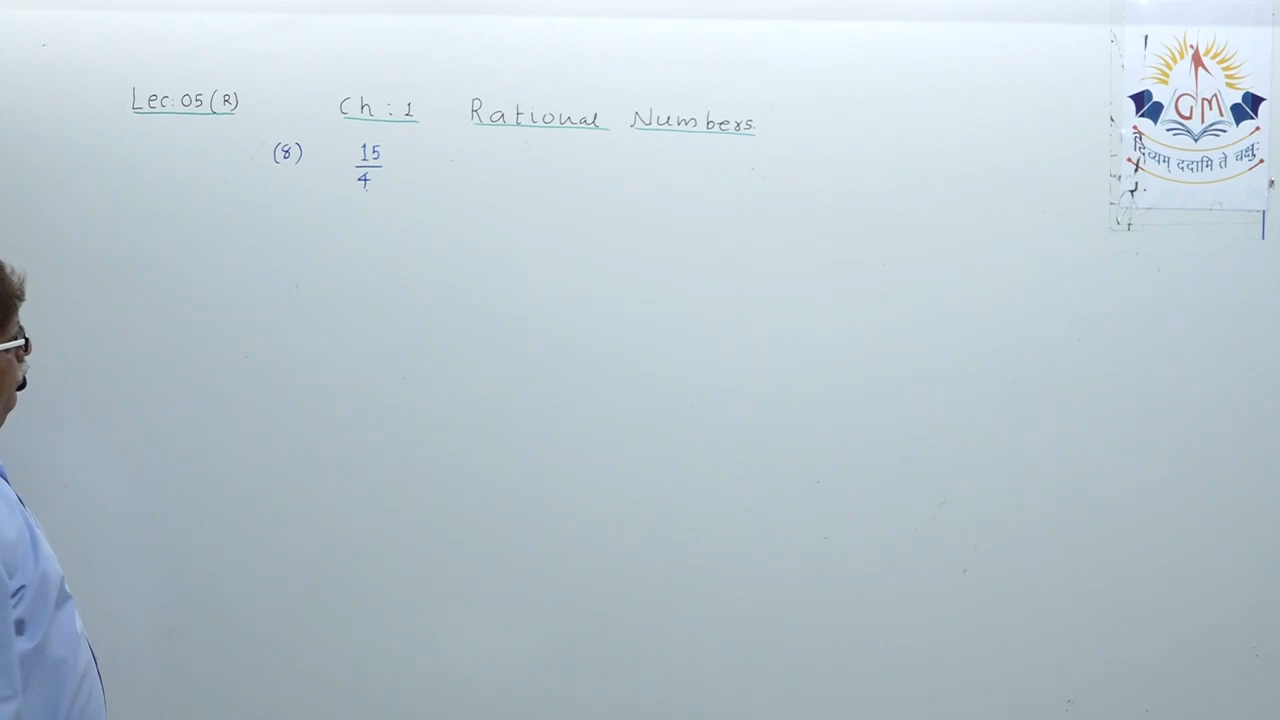 Lec: 05 (R) Ch : 1 Rational Numbers.
(8) 15
4
GM
दिव्यम् ददामि ते चक्षुः